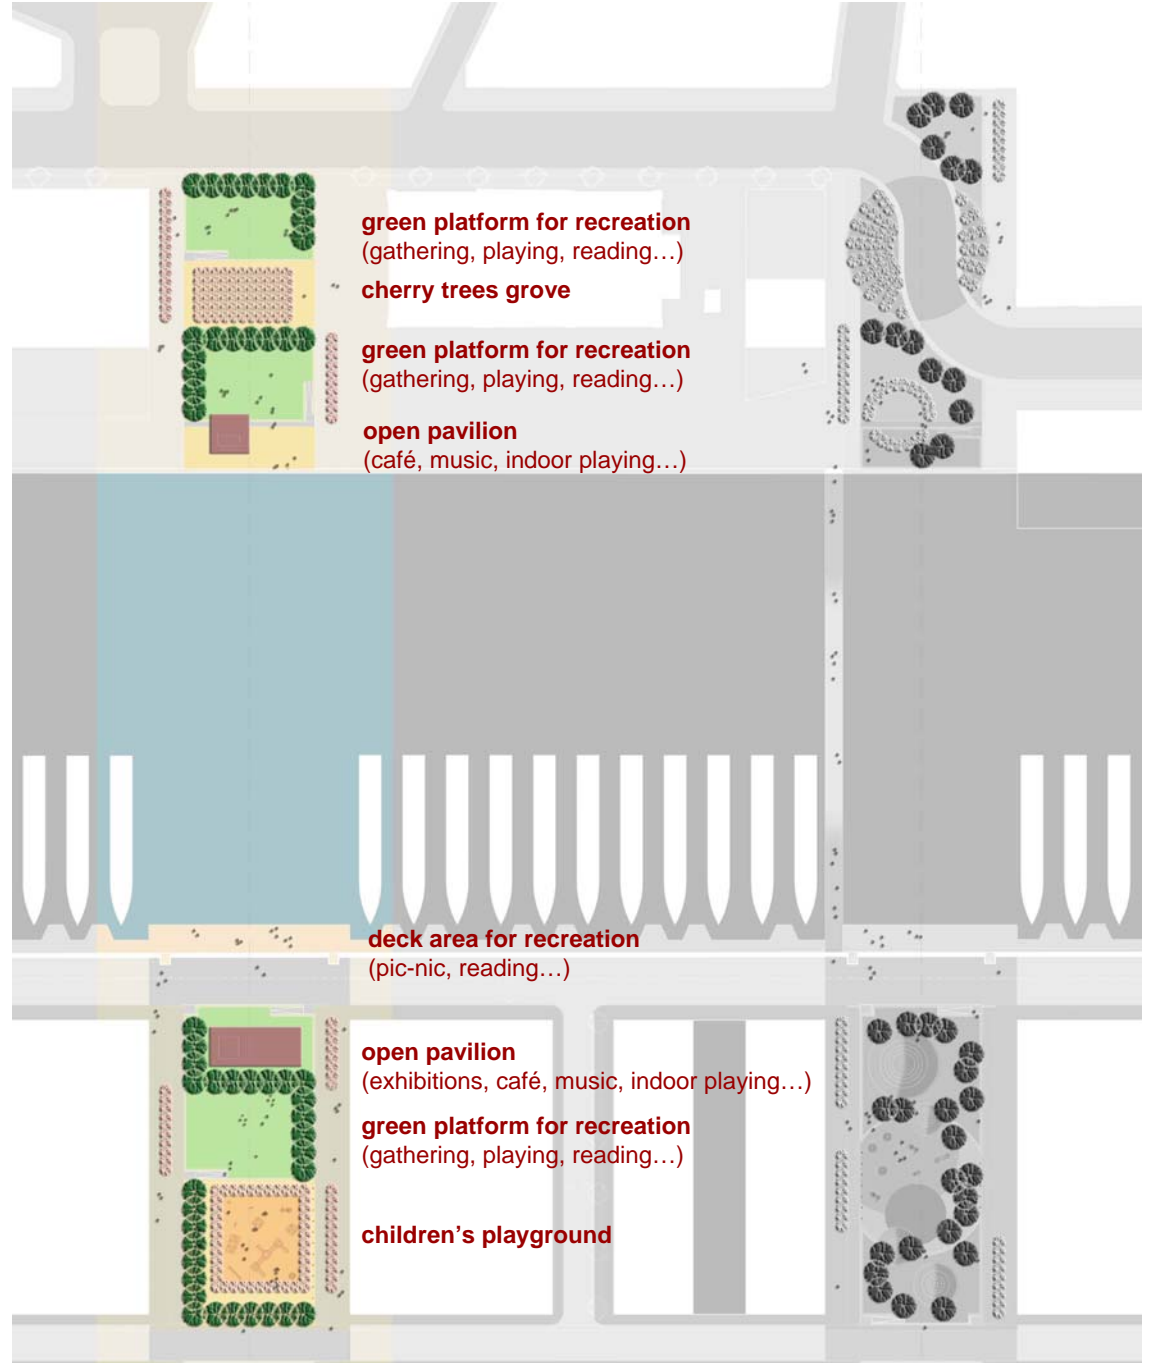 green platform for recreation
(gathering, playing, reading…)
cherry trees grove
green platform for recreation
(gathering, playing, reading…)
open pavilion
(café, music, indoor playing…)
deck area for recreation
(pic-nic, reading…)
open pavilion
(exhibitions, café, music, indoor playing…)
green platform for recreation
(gathering, playing, reading…)
children’s playground